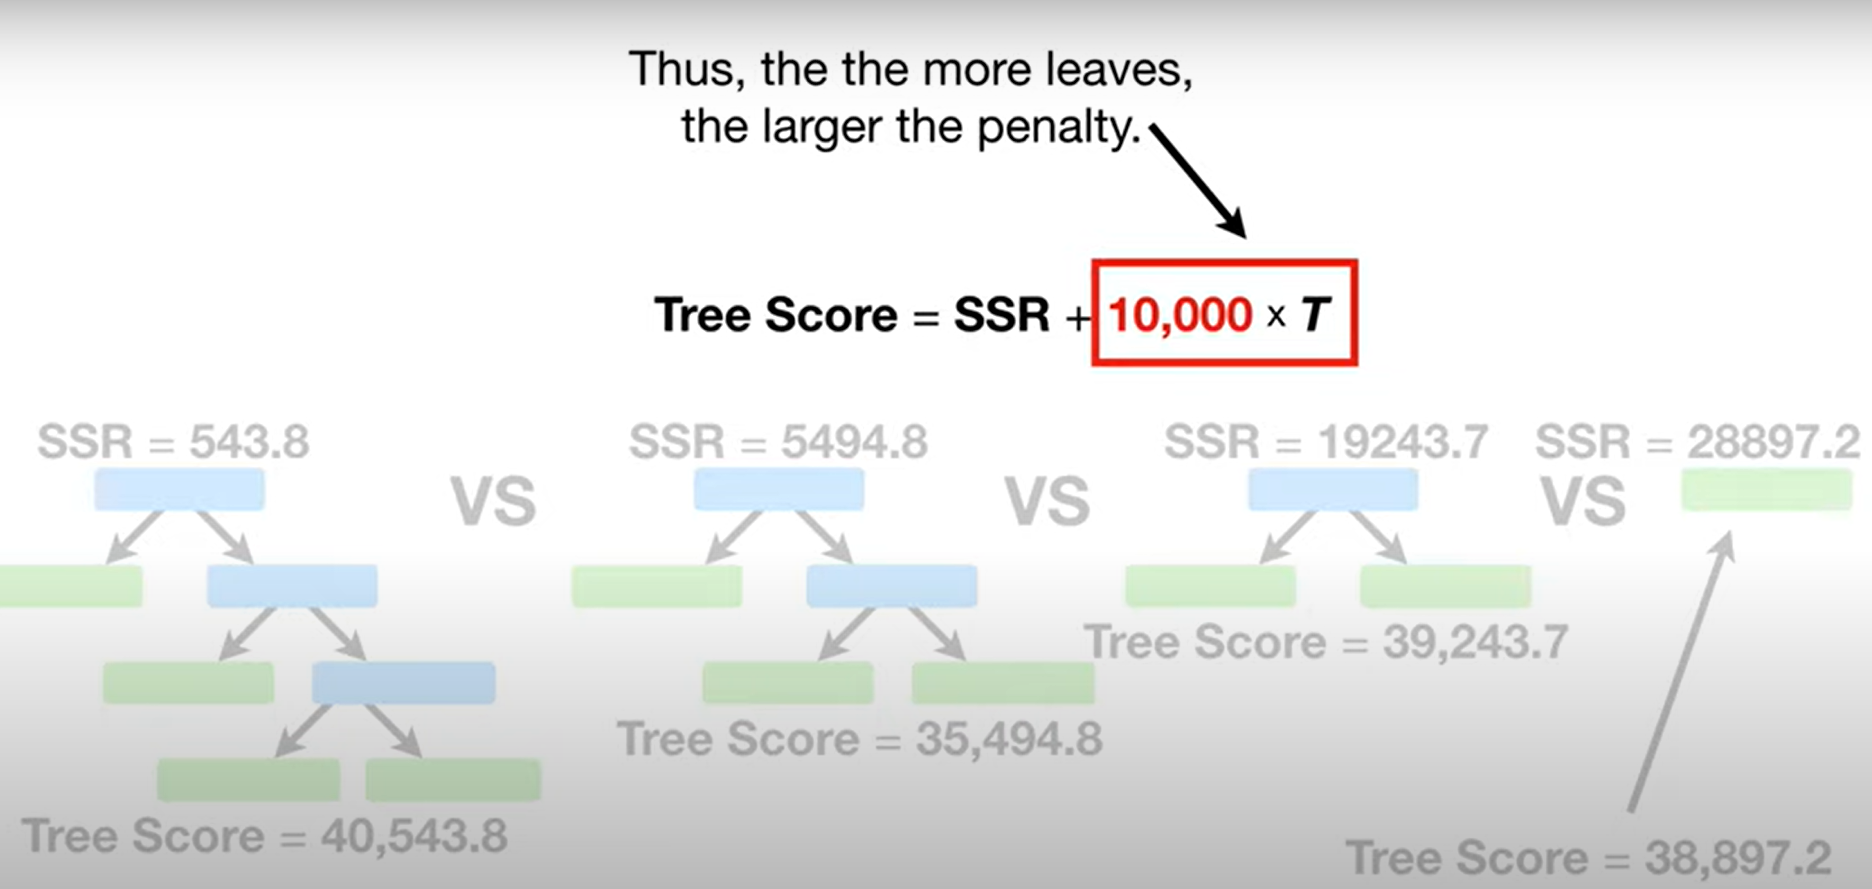 Thus, the the more leaves,
the larger the penalty.
Tree Score = SSR + 10,000 x T
SSR = 543.8
SSR = 5494.8
SSR = 19243.7
SSR = 28897.2
VS
VS
VS
Tree Score = 39,243.7
Tree Score = 35,494.8
Tree Score = 40,543.8
Tree Score = 38,897.2